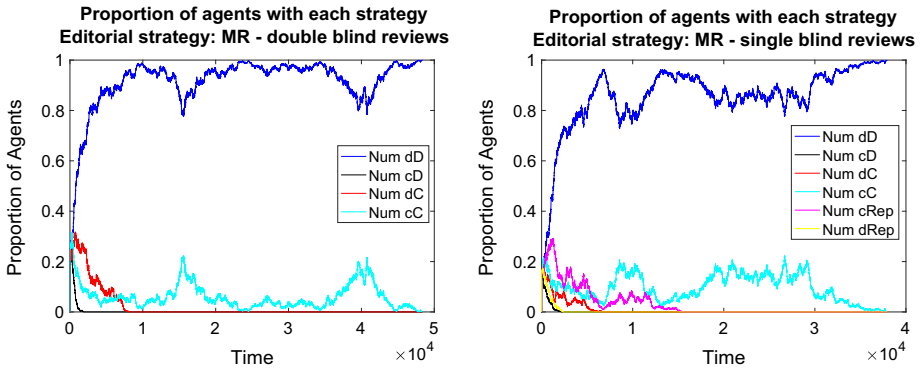 Proportion of agents with each strategy
Editorial strategy: MR - double blind reviews
Proportion of Agents
1
0.8
0.6
0.4
0.2
0
Num dD
Num cD
Num dC
Num cC
0
1
2
3
4
5
Time
×10⁴
Proportion of agents with each strategy
Editorial strategy: MR - single blind reviews
Proportion of Agents
1
0.8
0.6
0.4
0.2
0
Num dD
Num cD
Num dC
Num cC
Num cRep
Num dRep
0
1
2
3
4
Time
×10⁴